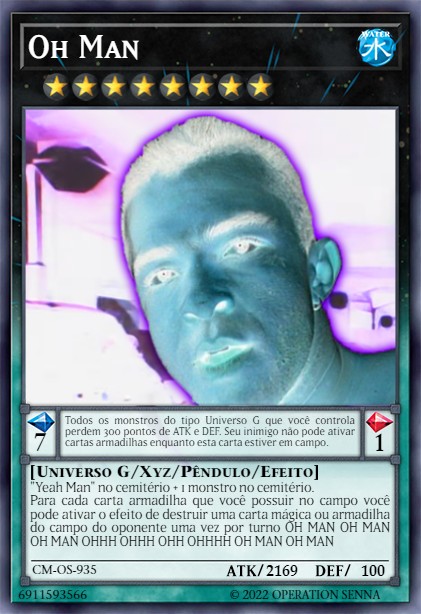 OH MAN
WATER
水
Todos os monstros do tipo Universo G que você controla
perdem 300 pontos de ATK e DEF. Seu inimigo não pode ativar
cartas armadilhas enquanto esta carta estiver em campo.
7
1
[UNIVERSO G/XYZ/PÊNDULO/EFEITO]
"Yeah Man" no cemitério + 1 monstro no cemitério.
Para cada carta armadilha que você possuir no campo você
pode ativar o efeito de destruir uma carta mágica ou armadilha
do campo do oponente uma vez por turno OH MAN OH MAN
OH MAN OHHH OHHH OHH OHHHH OH MAN OH MAN
CM-OS-935
ATK/2169 DEF/ 100
6911593566
© 2022 OPERATION SENNA